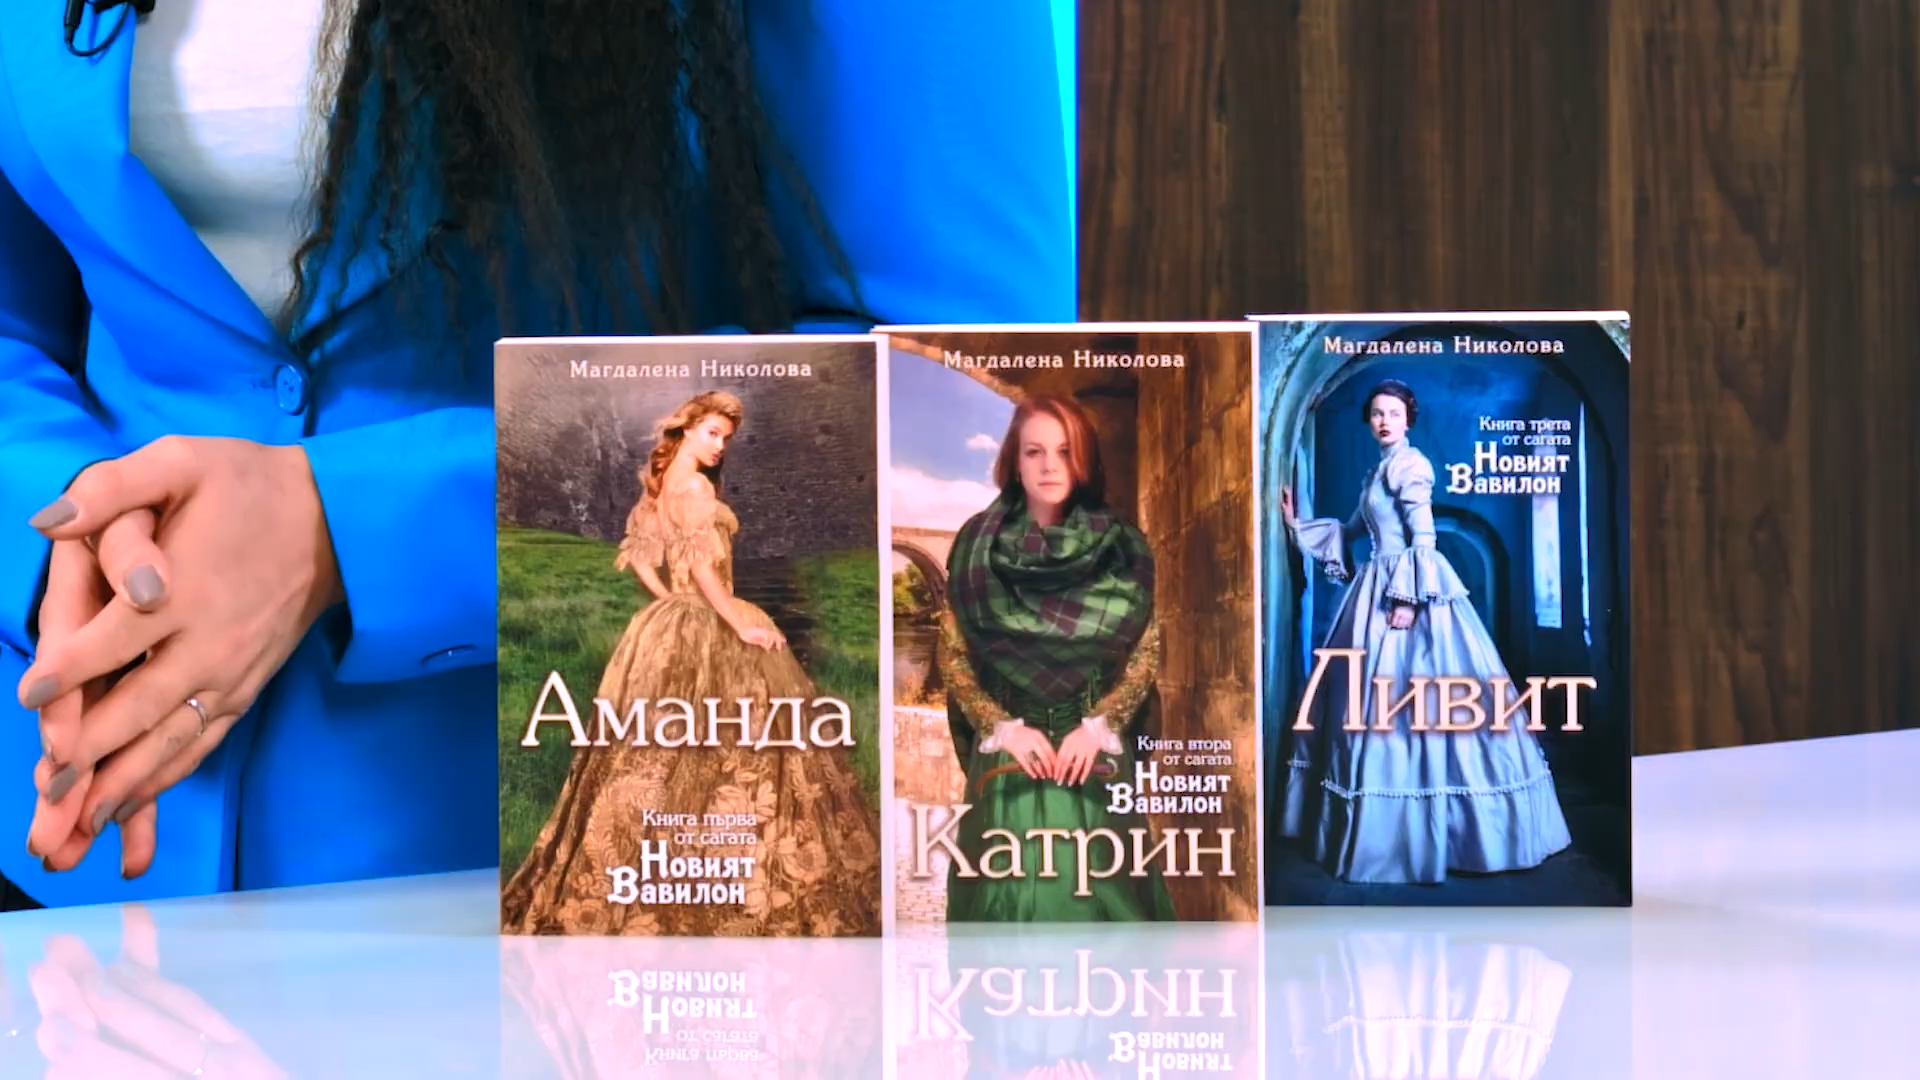 Магдалена Николова
Аманда
Книга първа
от сагата
Новият
Вавилон
Магдалена Николова
Книга втора
от сагата
Новият
Вавилон
Катрин
Магдалена Николова
Книга трета
от сагата
Новият
Вавилон
Ливит